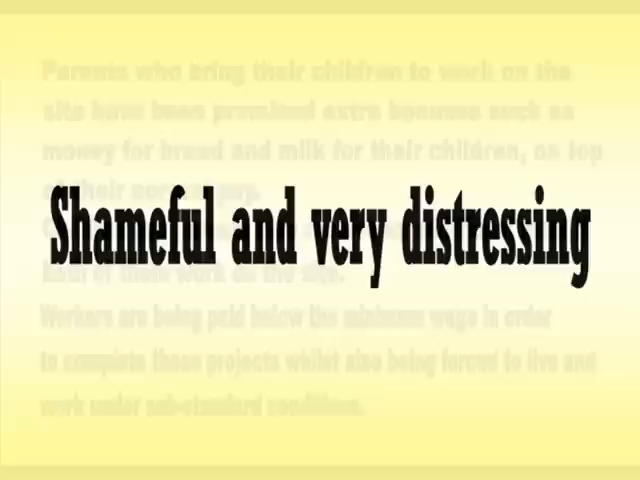 Parents who bring their children to work on the
site have been promised extra bonuses such as
money for bread and milk for their children, on top
of their normal pay.
Shameful and very distressing
each of them work on the site.
Workers are being paid below the minimum wage in order
to complete these projects whilst also being forced to live and
work under sub-standard conditions.